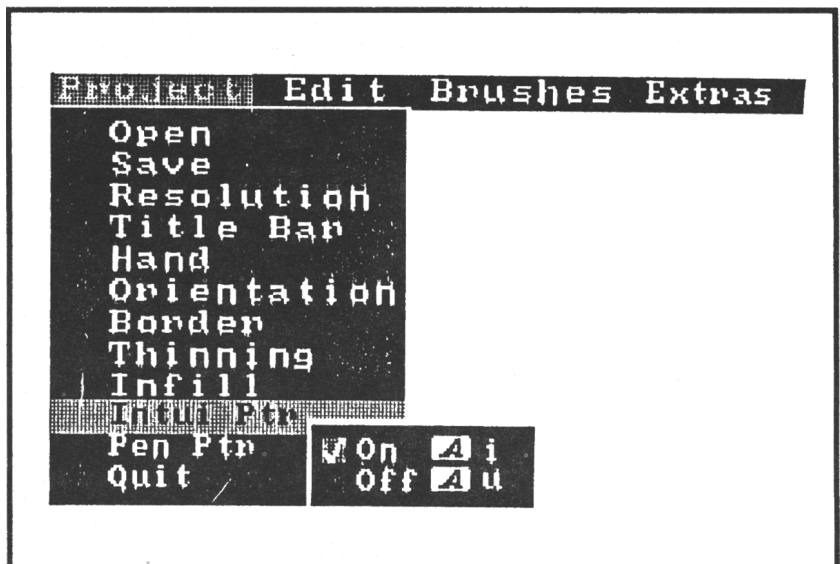 Project Edit Brushes Extras
Open
Save
Resolution
Title Bar
Hand
Orientation
Border
Thinning
Infill
Intui Ptr
Pen Ptr
Quit
On A i
Off A u